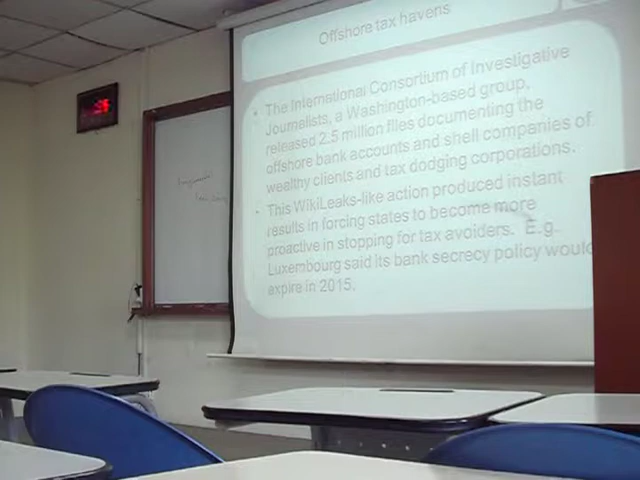 Offshore tax havens
• The International Consortium of Investigative
Journalists, a Washington-based group,
released 2.5 million files documenting the
offshore bank accounts and shell companies of
wealthy clients and tax dodging corporations.
• This WikiLeaks-like action produced instant
results in forcing states to become more
proactive in stopping for tax avoiders. E.g.
Luxembourg said its bank secrecy policy would
expire in 2015.